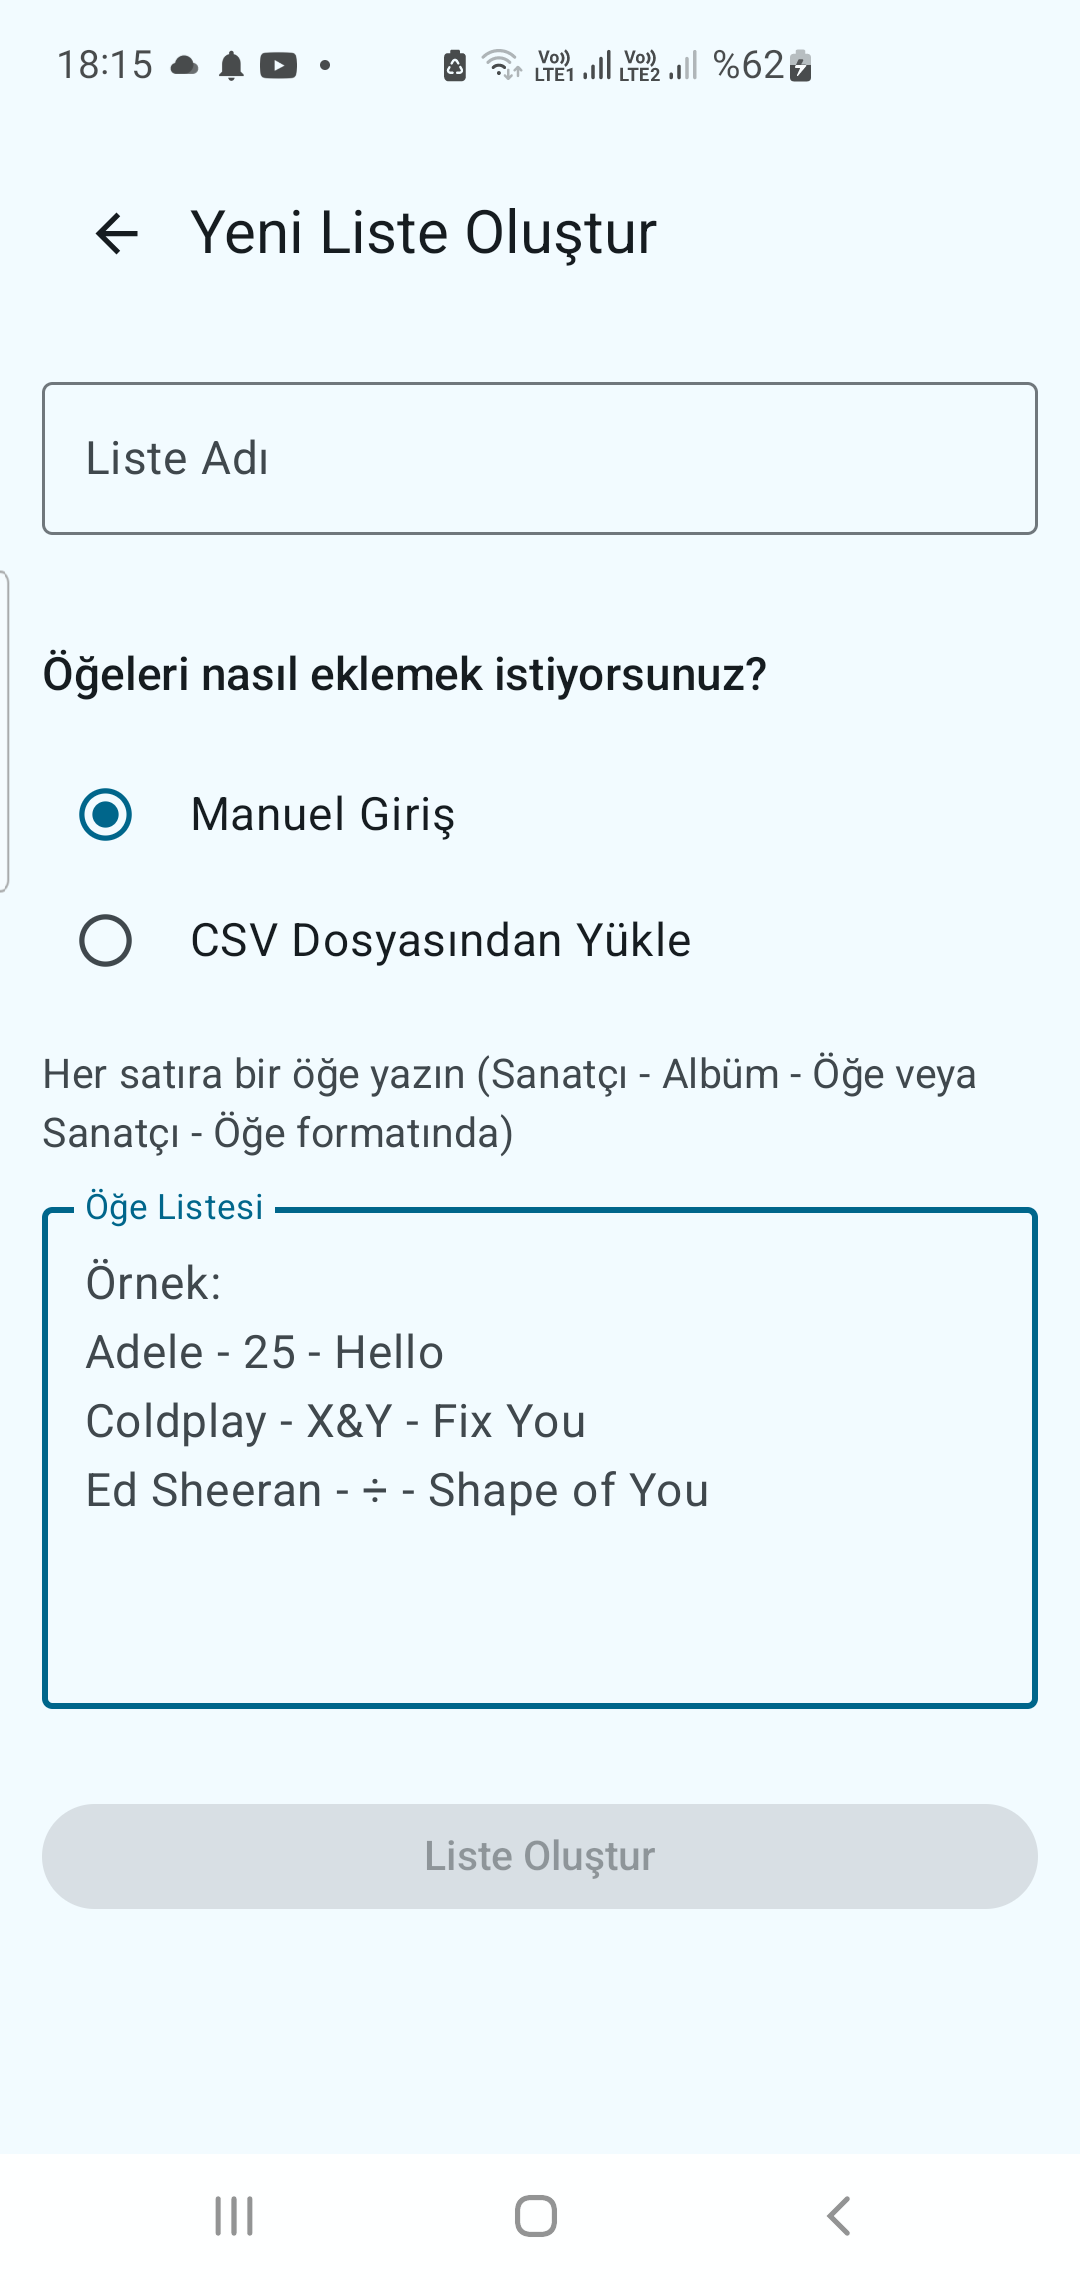 18:15
Vo)) LTE1 Vo)) LTE2 %62
Yeni Liste Oluştur
Liste Adı
Öğeleri nasıl eklemek istiyorsunuz?
Manuel Giriş
CSV Dosyasından Yükle
Her satıra bir öğe yazın (Sanatçı - Albüm - Öğe veya
Sanatçı - Öğe formatında)
Öğe Listesi
Örnek:
Adele - 25 - Hello
Coldplay - X&Y - Fix You
Ed Sheeran - ÷ - Shape of You
Liste Oluştur